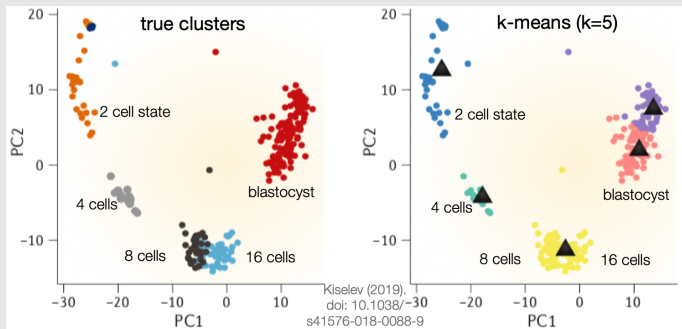 true clusters
20
10
0
−10
PC2
2 cell state
4 cells
8 cells
16 cells
blastocyst
−30
−20
−10
0
10
PC1
k-means (k=5)
20
10
0
−10
PC2
2 cell state
4 cells
8 cells
16 cells
blastocyst
−30
−20
−10
0
10
PC1
Kiselev (2019).
doi: 10.1038/
s41576-018-0088-9